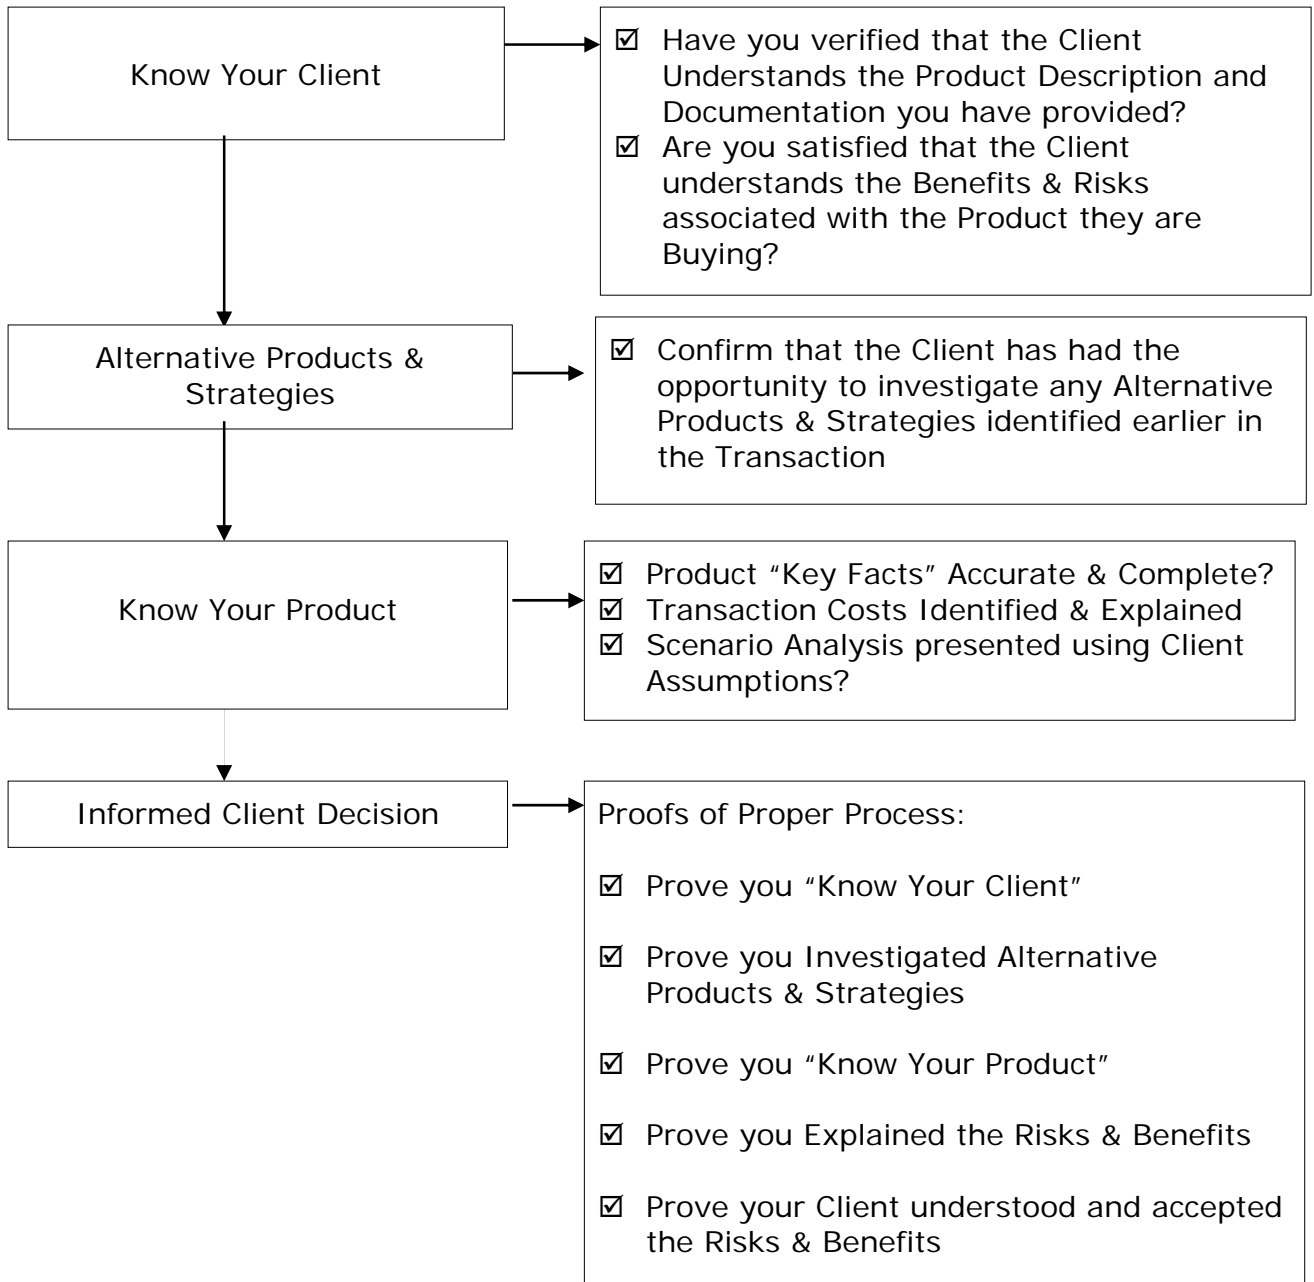 Know Your Client
☑ Have you verified that the Client
Understands the Product Description and
Documentation you have provided?
☑ Are you satisfied that the Client
understands the Benefits & Risks
associated with the Product they are
Buying?
Alternative Products &
Strategies
☑ Confirm that the Client has had the
opportunity to investigate any Alternative
Products & Strategies identified earlier in
the Transaction
Know Your Product
☑ Product “Key Facts” Accurate & Complete?
☑ Transaction Costs Identified & Explained
☑ Scenario Analysis presented using Client
Assumptions?
Informed Client Decision
Proofs of Proper Process:
☑ Prove you “Know Your Client”
☑ Prove you Investigated Alternative
Products & Strategies
☑ Prove you “Know Your Product”
☑ Prove you Explained the Risks & Benefits
☑ Prove your Client understood and accepted
the Risks & Benefits